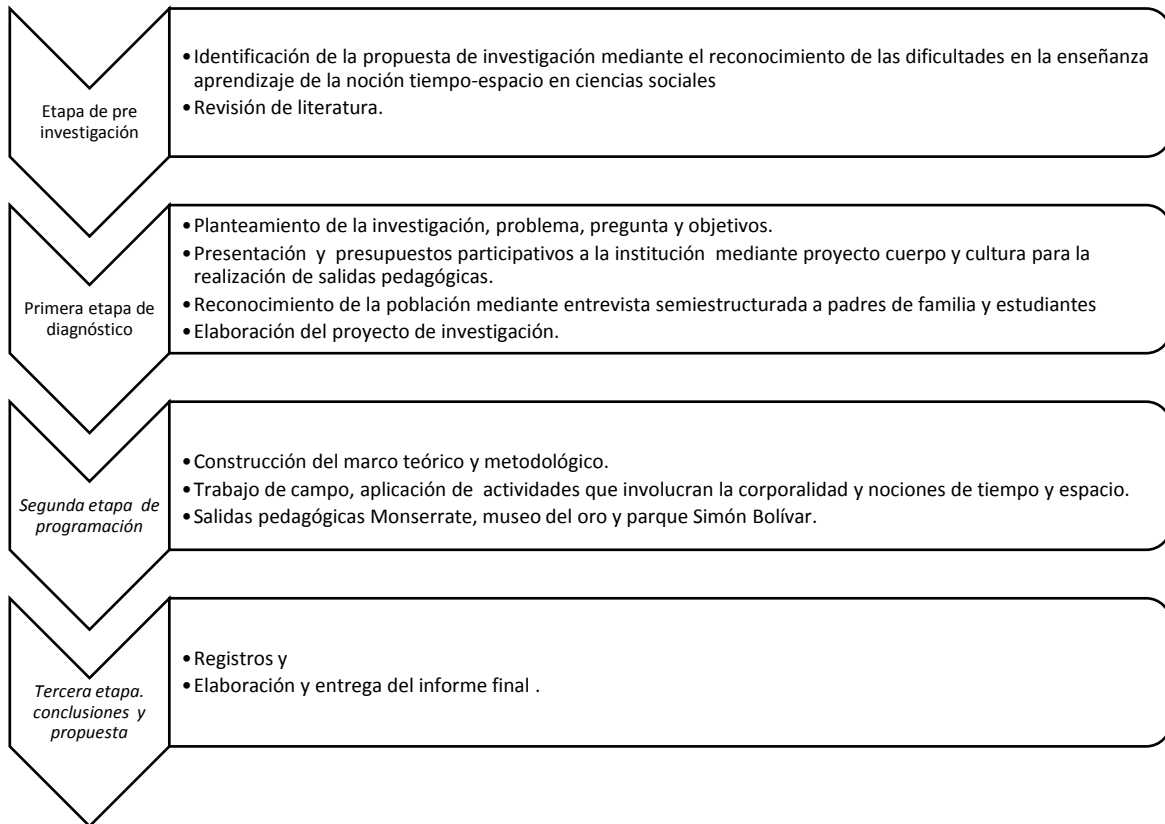 Etapa de pre
investigación
•Identificación de la propuesta de investigación mediante el reconocimiento de las dificultades en la enseñanza
aprendizaje de la noción tiempo-espacio en ciencias sociales
•Revisión de literatura.
Primera etapa de
diagnóstico
•Planteamiento de la investigación, problema, pregunta y objetivos.
•Presentación y presupuestos participativos a la institución mediante proyecto cuerpo y cultura para la
realización de salidas pedagógicas.
•Reconocimiento de la población mediante entrevista semiestructurada a padres de familia y estudiantes
•Elaboración del proyecto de investigación.
Segunda etapa de
programación
•Construcción del marco teórico y metodológico.
•Trabajo de campo, aplicación de actividades que involucran la corporalidad y nociones de tiempo y espacio.
•Salidas pedagógicas Monserrate, museo del oro y parque Simón Bolívar.
Tercera etapa.
conclusiones y
propuesta
•Registros y
•Elaboración y entrega del informe final .